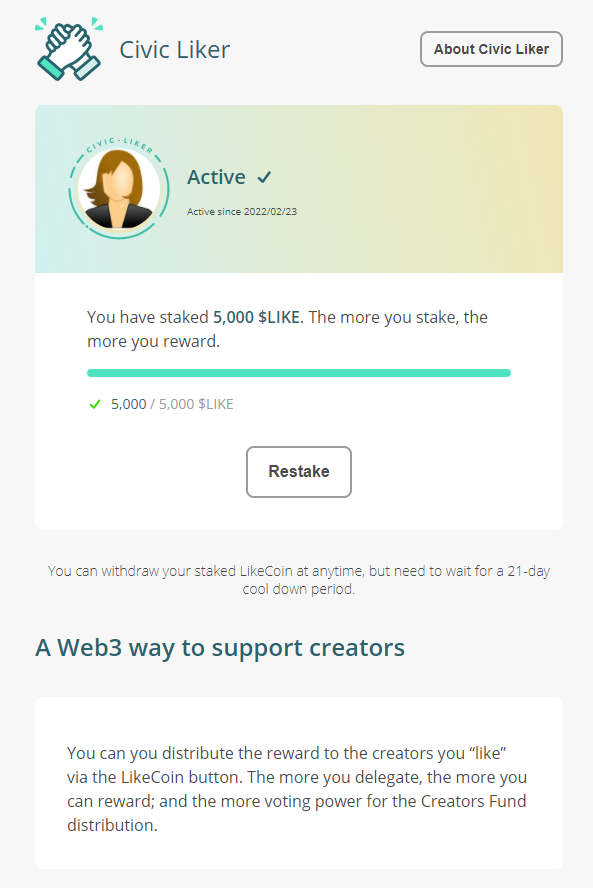 Civic Liker
About Civic Liker
CIVIC · LIKER
Active
Active since 2022/02/23
You have staked 5,000 $LIKE. The more you stake, the
more you reward.
5,000 / 5,000 $LIKE
Restake
You can withdraw your staked LikeCoin at anytime, but need to wait for a 21-day
cool down period.
A Web3 way to support creators
You can you distribute the reward to the creators you “like”
via the LikeCoin button. The more you delegate, the more you
can reward; and the more voting power for the Creators Fund
distribution.